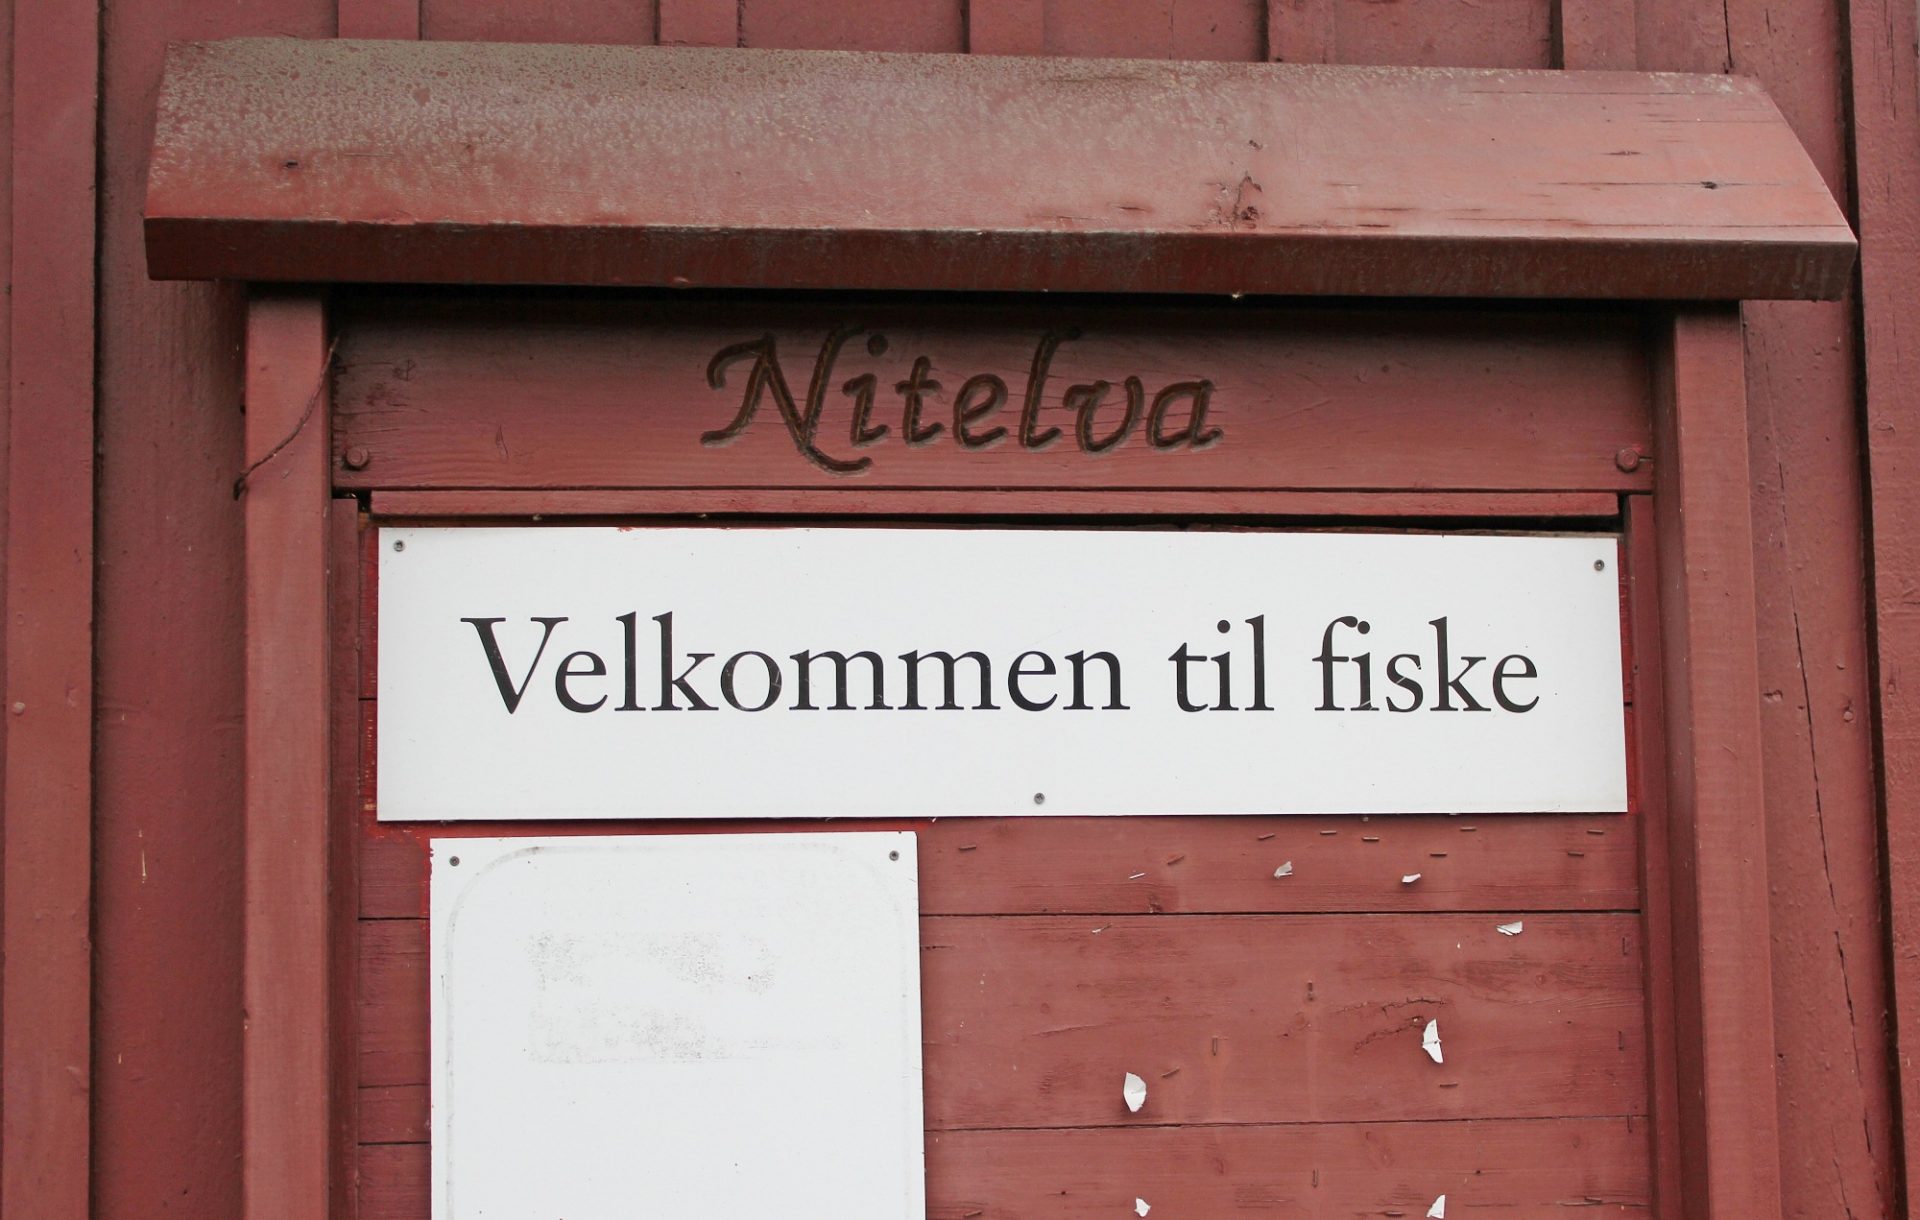 Nitelva
Velkommen til fiske